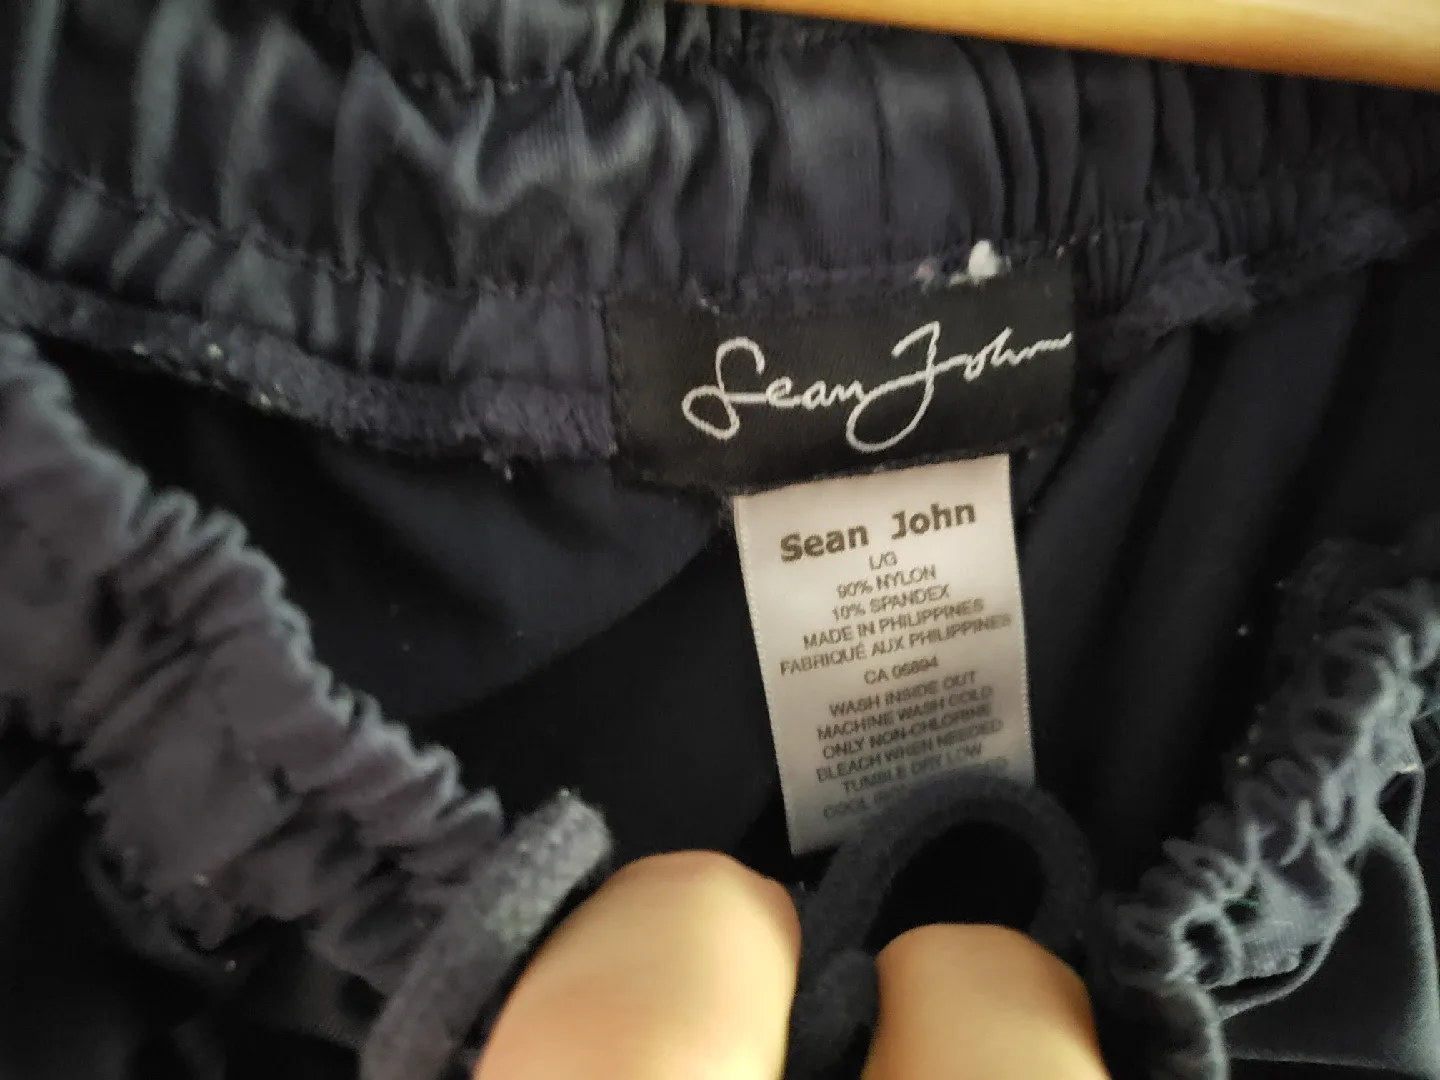 Sean John
Sean John
L/G
90% NYLON
10% SPANDEX
MADE IN PHILIPPINES
FABRIQUÉ AUX PHILIPPINES
CA 05894
WASH INSIDE OUT
MACHINE WASH COLD
ONLY NON-CHLORINE
BLEACH WHEN NEEDED
TUMBLE DRY LOW
COOL